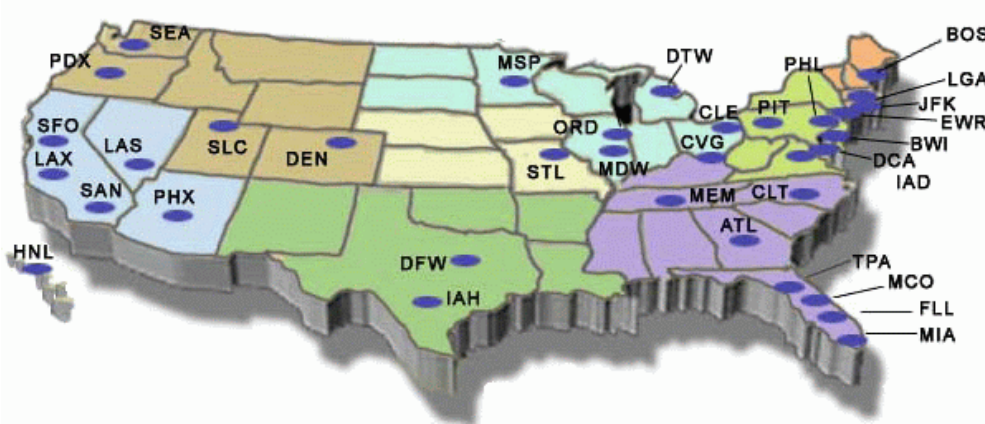 SEA
BOS
PDX
MSP
DTW
PHL
LGA
JFK
EWR
CLE
PIT
SFO
ORD
BWI
LAX
LAS
SLC
DEN
STL
MDW
CVG
DCA
IAD
SAN
PHX
MEM
CLT
ATL
HNL
DFW
TPA
MCO
IAH
FLL
MIA